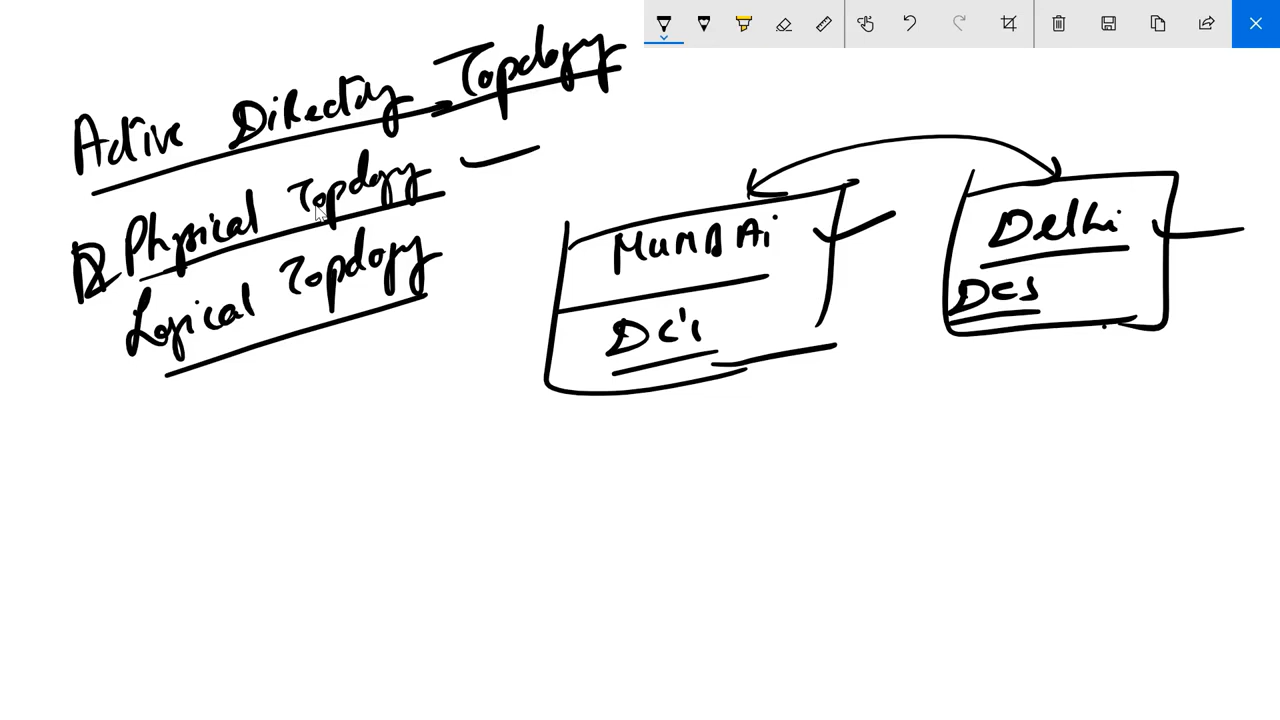 Active Directory Topology
Physical Topology
Logical Topology
MUMBAi
DC's
Delhi
DCs